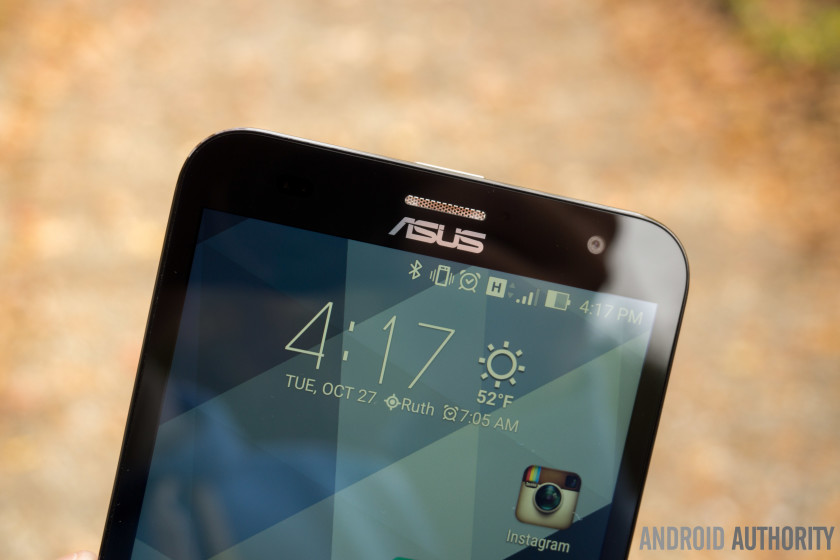 ASUS
H 4:17 PM
4:17
52°F
TUE, OCT 27 Ruth 7:05 AM
Instagram
ANDROID AUTHORITY